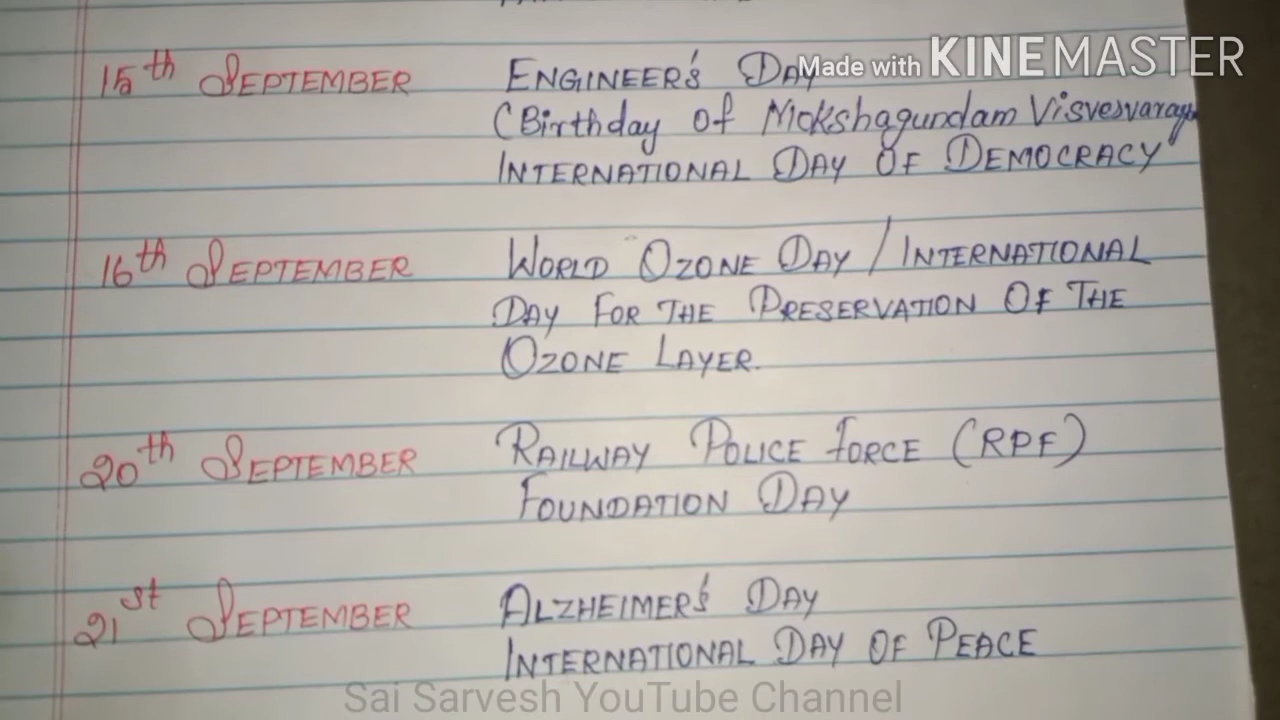 15th SEPTEMBER ENGINEER'S DAY
(Birthday of Mokshagundam Visvesvaraya
INTERNATIONAL DAY OF DEMOCRACY
16th SEPTEMBER WORLD OZONE DAY / INTERNATIONAL
DAY FOR THE PRESERVATION OF THE
OZONE LAYER.
20th SEPTEMBER RAILWAY POLICE FORCE (RPF)
FOUNDATION DAY
21st SEPTEMBER ALZHEIMER'S DAY
INTERNATIONAL DAY OF PEACE
Made with KINEMASTER
Sai Sarvesh YouTube Channel